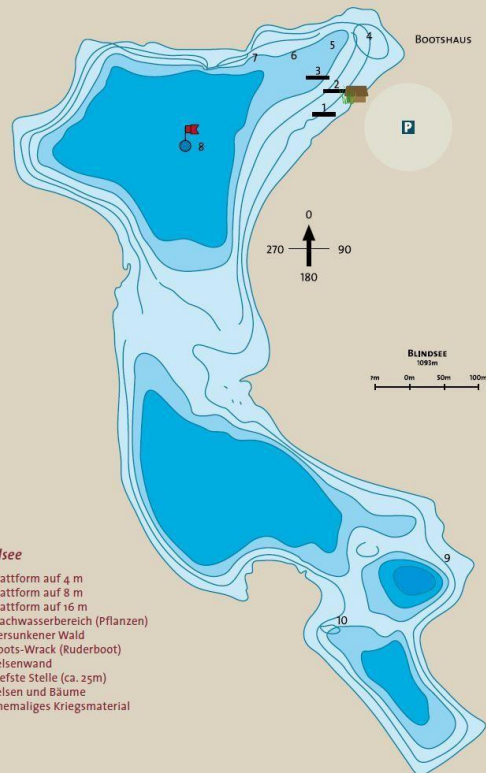 BOOTSHAUS
4
5
6
7
3
2
1
P
8
0
270
90
180
BLINDSEE
1093m
0m 50m 100m
9
10
attform auf 4 m
attform auf 8 m
attform auf 16 m
achwasserbereich (Pflanzen)
ersunkener Wald
oots-Wrack (Ruderboot)
elsenwand
efste Stelle (ca. 25m)
elsen und Bäume
hemaliges Kriegsmaterial